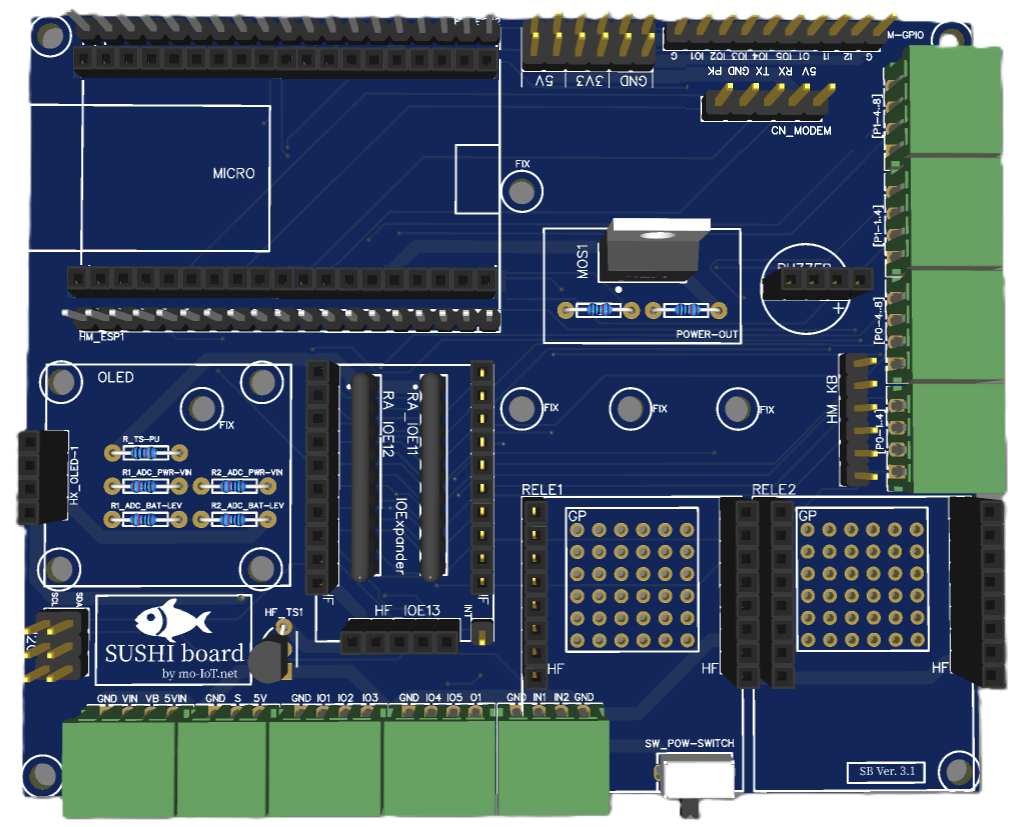 M-GPIO
5V 3V3 GND
G IO1 IO2 IO3 IO4 IO5 O1 I1 I2 G
PK GND TX RX 5V
CN_MODEM
[P1-4..8]
FIX
MICRO
[P1-1.4]
MOS1
BUZZER
+
HM_ESP1
POWER-OUT
[P0-4..8]
OLED
FIX
FIX
FIX
FIX
HM_KB
P0-1.4]
RA_IOE12
RA_IOE11
R_TS-PU
R1_ADC_PWR-VIN
R2_ADC_PWR-VIN
R1_ADC_BAT-LEV
R2_ADC_BAT-LEV
HX_OLED-1
IOExpander
RELE1
RELE2
GP
GP
HF
HF
SCL
SDA
HF_TS1
HF_IOE13
INT
SUSHI board
by mo-IoT.net
HF
HF
HF
GND VIN VB 5VIN GND S 5V GND IO1 IO2 IO3 GND IO4 IO5 O1 GND IN1 IN2 GND
SW_POW-SWITCH
SB Ver. 3.1